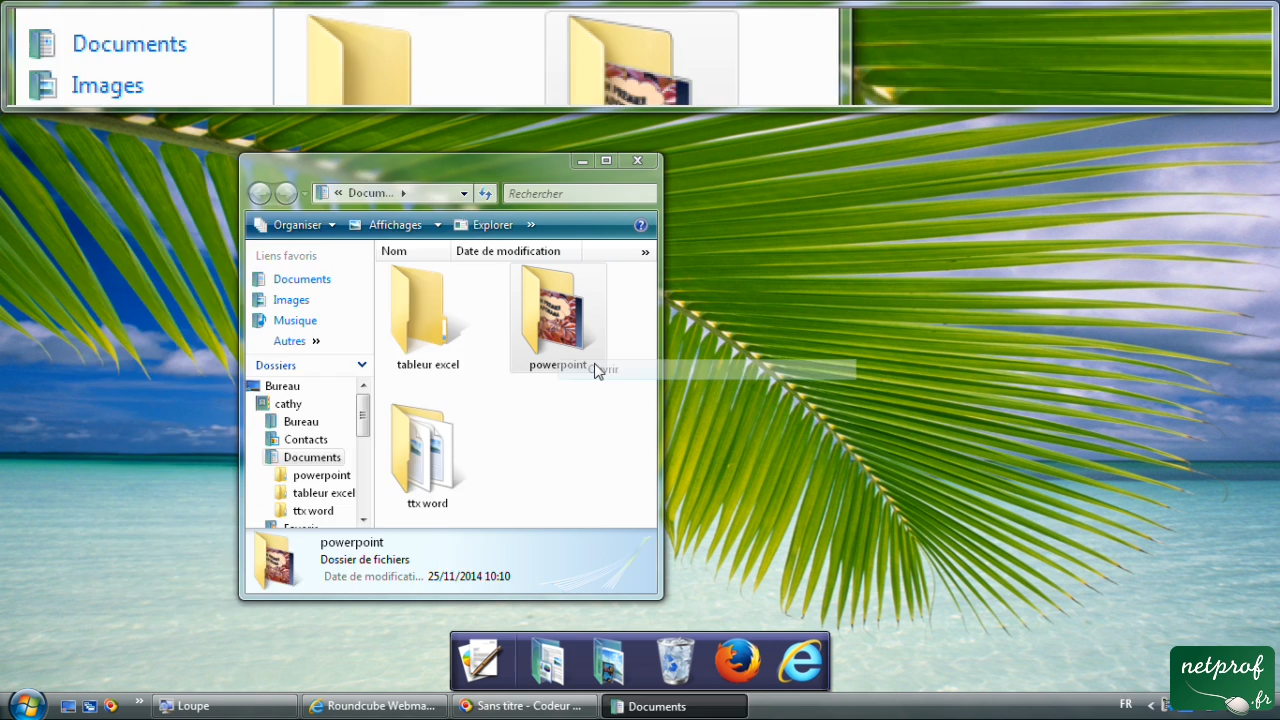 Documents
Images
« Docum...
Rechercher
Organiser
Affichages
Explorer
»
Liens favoris
Documents
Images
Musique
Autres »
Nom
Date de modification
»
tableur excel
powerpoint
Ouvrir
ttx word
Dossiers
Bureau
cathy
Bureau
Contacts
Documents
powerpoint
tableur excel
ttx word
powerpoint
Dossier de fichiers
Date de modificati... 25/11/2014 10:10
»
Loupe
Roundcube Webma...
Sans titre - Codeur ...
Documents
FR
netprof
.fr